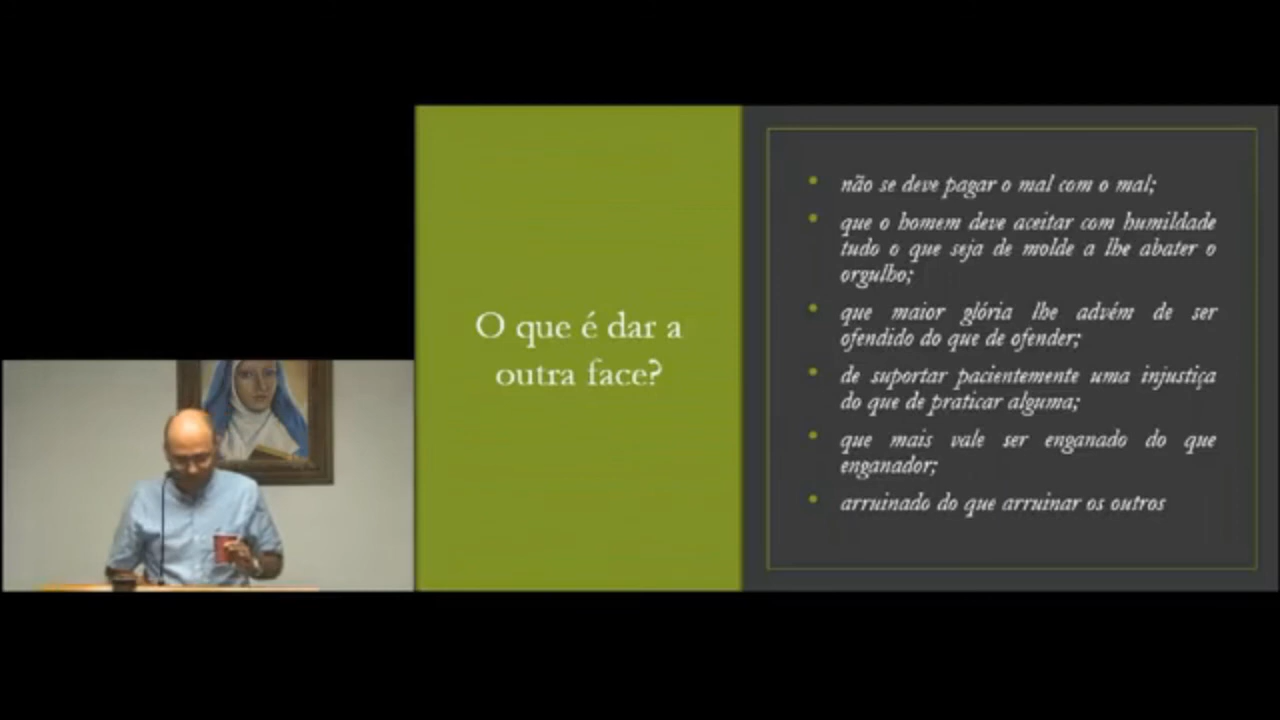 O que é dar a
outra face?
não se deve pagar o mal com o mal;
que o homem deve aceitar com humildade
tudo o que seja de molde a lhe abater o
orgulho;
que maior glória lhe advém de ser
ofendido do que de ofender;
de suportar pacientemente uma injustiça
do que de praticar alguma;
que mais vale ser enganado do que
enganador;
arruinado do que arruinar os outros